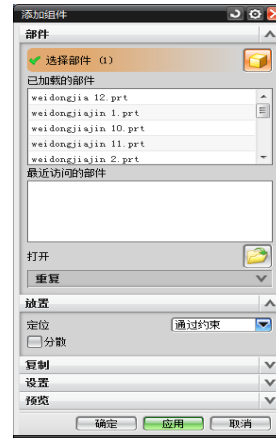 添加组件
部件
选择部件 (1)
已加载的部件
weidongjia 12.prt
weidongjiajin 1.prt
weidongjiajin 10.prt
weidongjiajin 11.prt
weidongjiajin 2.prt
最近访问的部件
打开
重复
放置
定位 通过约束
分散
复制
设置
预览
确定 应用 取消